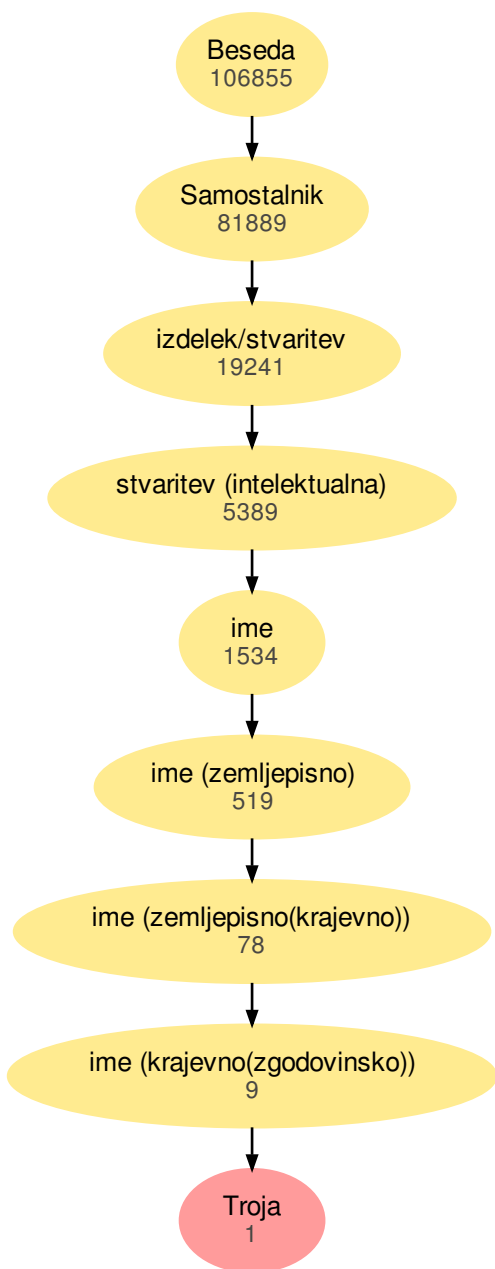 Beseda
106855
Samostalnik
81889
izdelek/stvaritev
19241
stvaritev (intelektualna)
5389
ime
1534
ime (zemljepisno)
519
ime (zemljepisno(krajevno))
78
ime (krajevno(zgodovinsko))
9
Troja
1